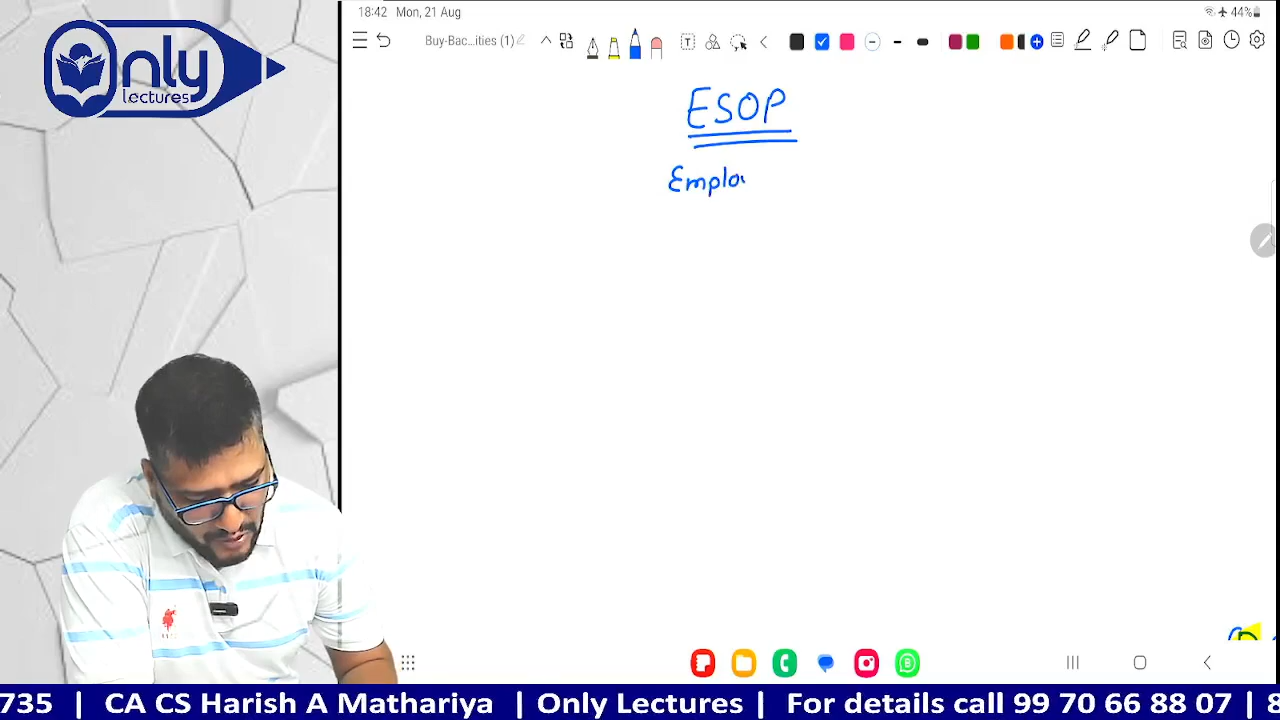 18:42 Mon, 21 Aug
44%
Only
lectures
Buy-Bac...ities (1)
T
ESOP
Emplo
735 | CA CS Harish A Mathariya | Only Lectures | For details call 99 70 66 88 07 | 8